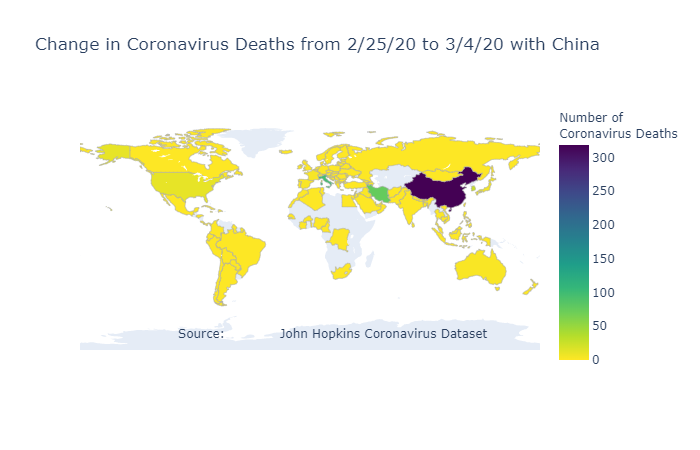 Change in Coronavirus Deaths from 2/25/20 to 3/4/20 with China
Number of
Coronavirus Deaths
300
250
200
150
100
50
0
Source: John Hopkins Coronavirus Dataset